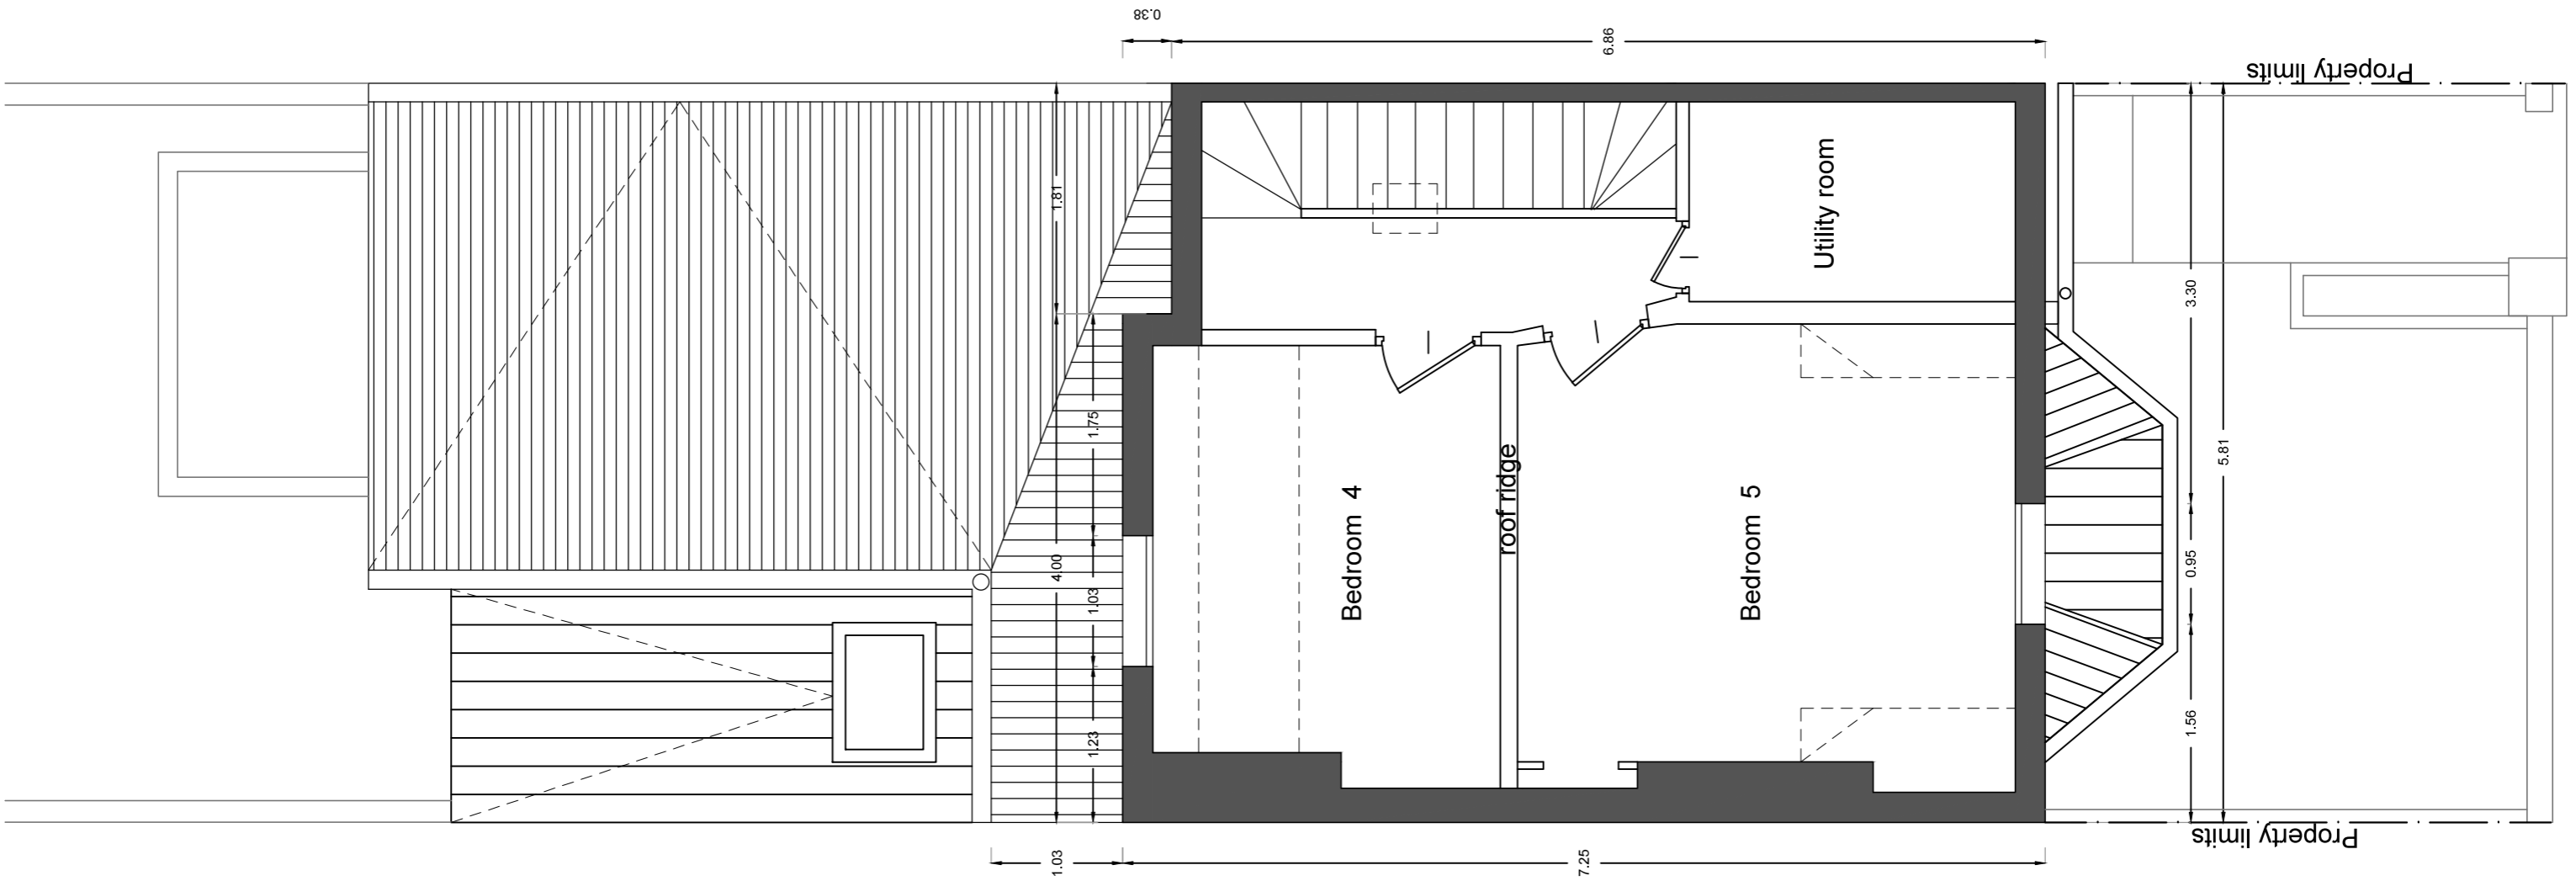 0.38
6.86
Property limits
1.81
Utility room
3.30
5.81
1.75
roof ridge
Bedroom 4
Bedroom 5
4.00
1.03
0.95
1.23
1.56
Property limits
1.03
7.25